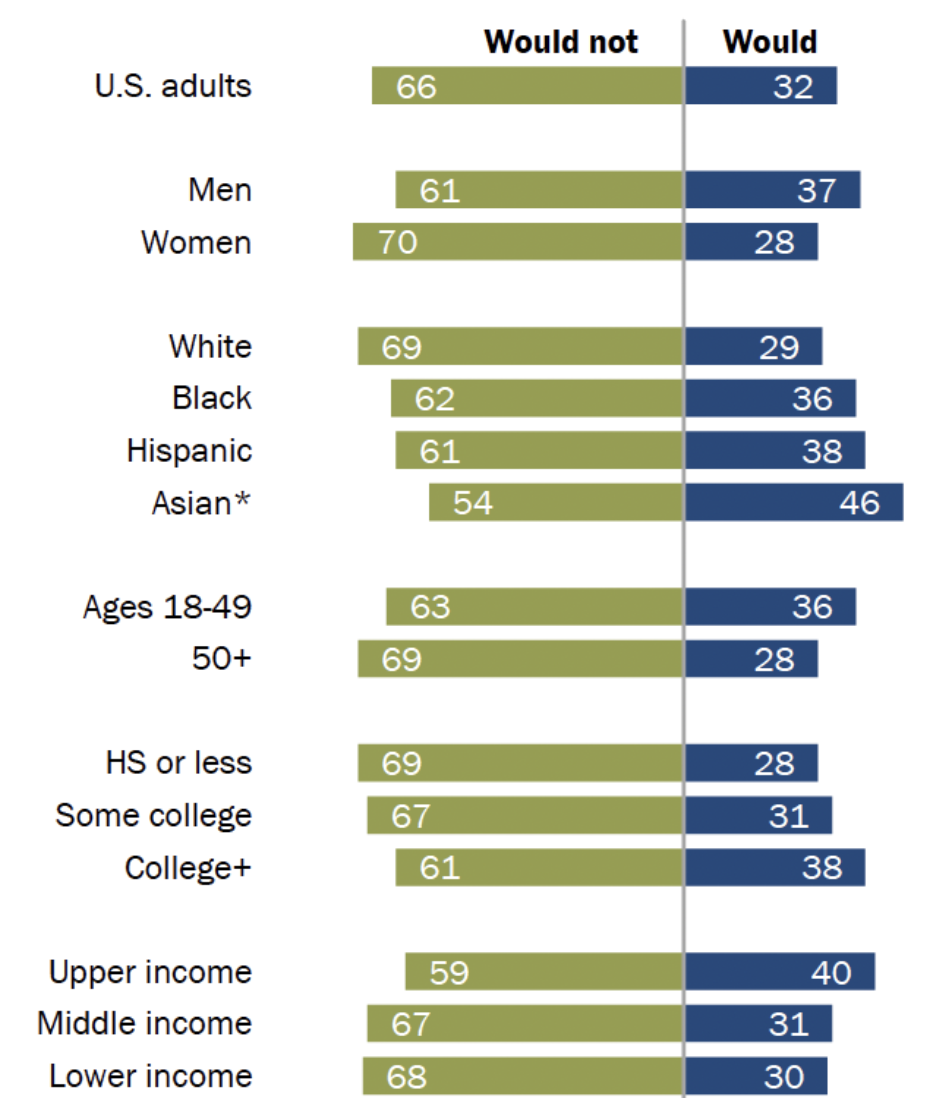 Would not Would
U.S. adults 66 32
Men 61 37
Women 70 28
White 69 29
Black 62 36
Hispanic 61 38
Asian* 54 46
Ages 18-49 63 36
50+ 69 28
HS or less 69 28
Some college 67 31
College+ 61 38
Upper income 59 40
Middle income 67 31
Lower income 68 30